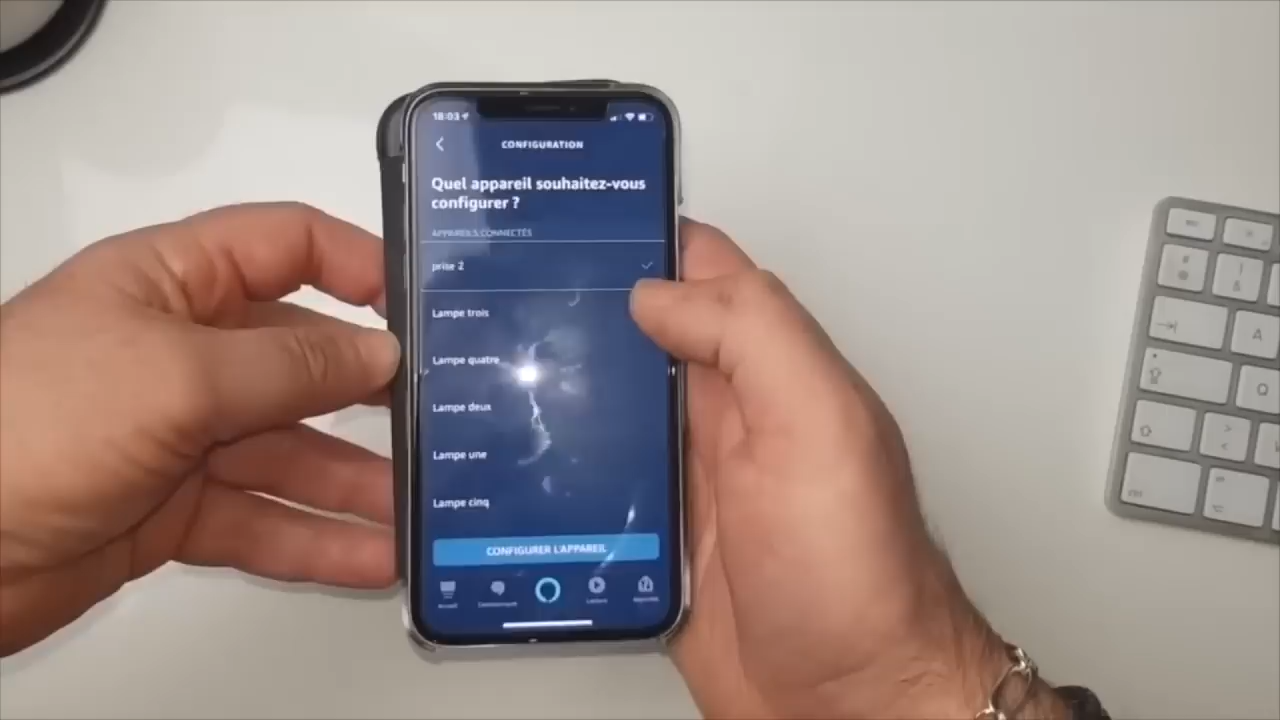 18:03
CONFIGURATION
Quel appareil souhaitez-vous
configurer ?
APPAREILS CONNECTÉS
prise 2
Lampe trois
Lampe quatre
Lampe deux
Lampe une
Lampe cinq
CONFIGURER L'APPAREIL
Accueil
A